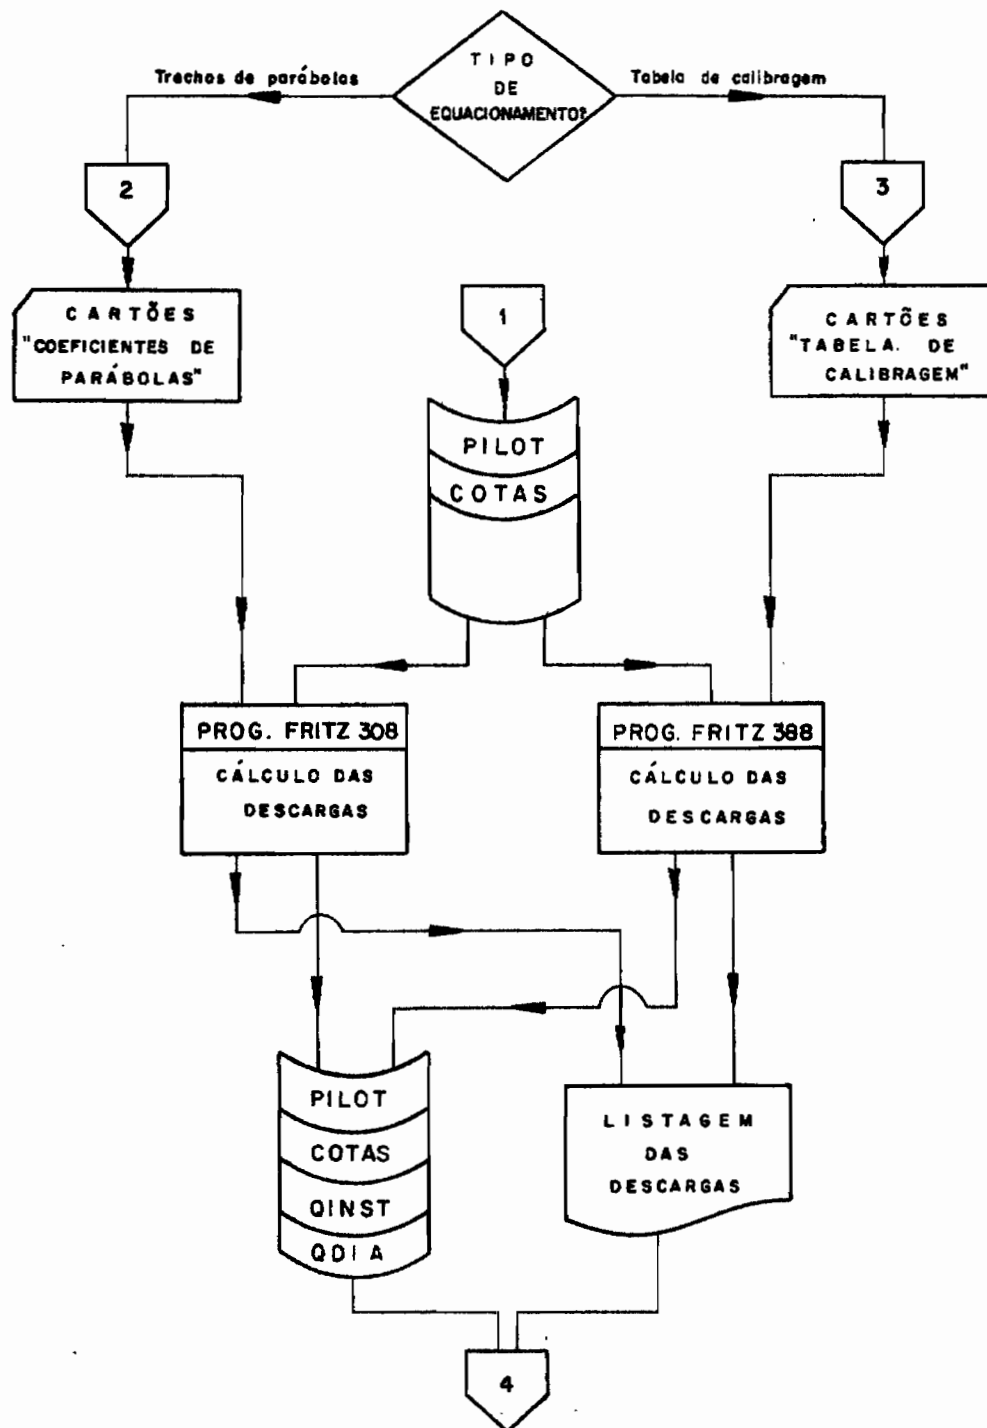 TIPO
DE
EQUACIONAMENTO?
Trechos de parábolas
Tabela de calibragem
2
3
CARTÕES
"COEFICIENTES DE
PARÁBOLAS"
1
CARTÕES
"TABELA. DE
CALIBRAGEM"
PILOT
COTAS
PROG. FRITZ 308
CÁLCULO DAS
DESCARGAS
PROG. FRITZ 388
CÁLCULO DAS
DESCARGAS
PILOT
COTAS
QINST
QDIA
LISTAGEM
DAS
DESCARGAS
4